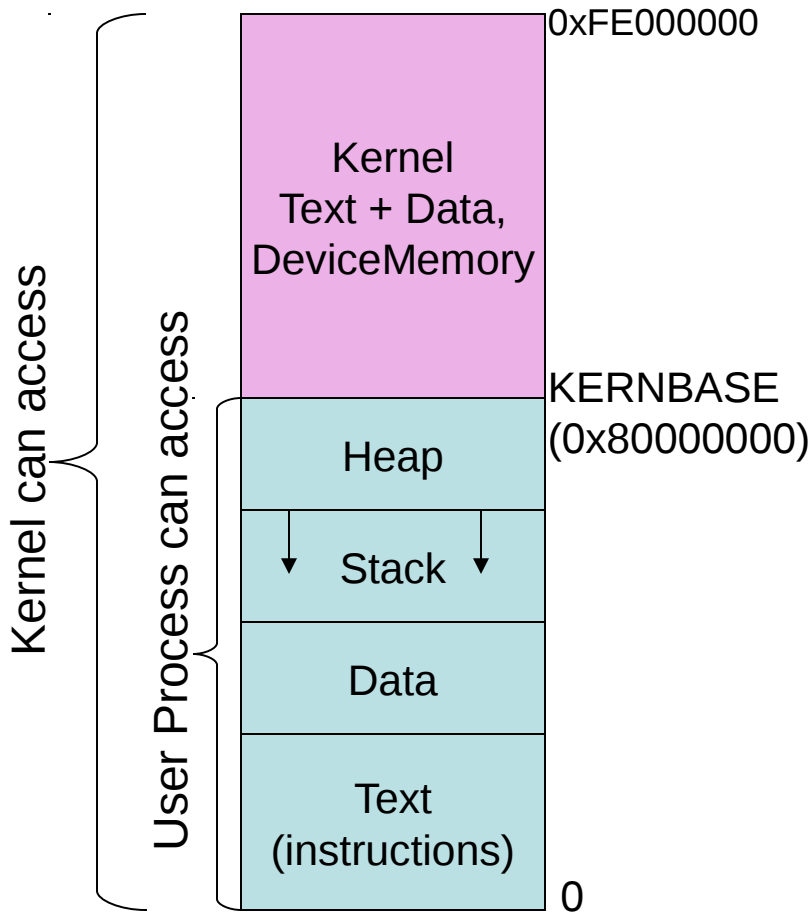 0xFE000000
Kernel
Text + Data,
DeviceMemory
Kernel can access
User Process can access
KERNBASE
(0x80000000)
Heap
Stack
Data
Text
(instructions)
0